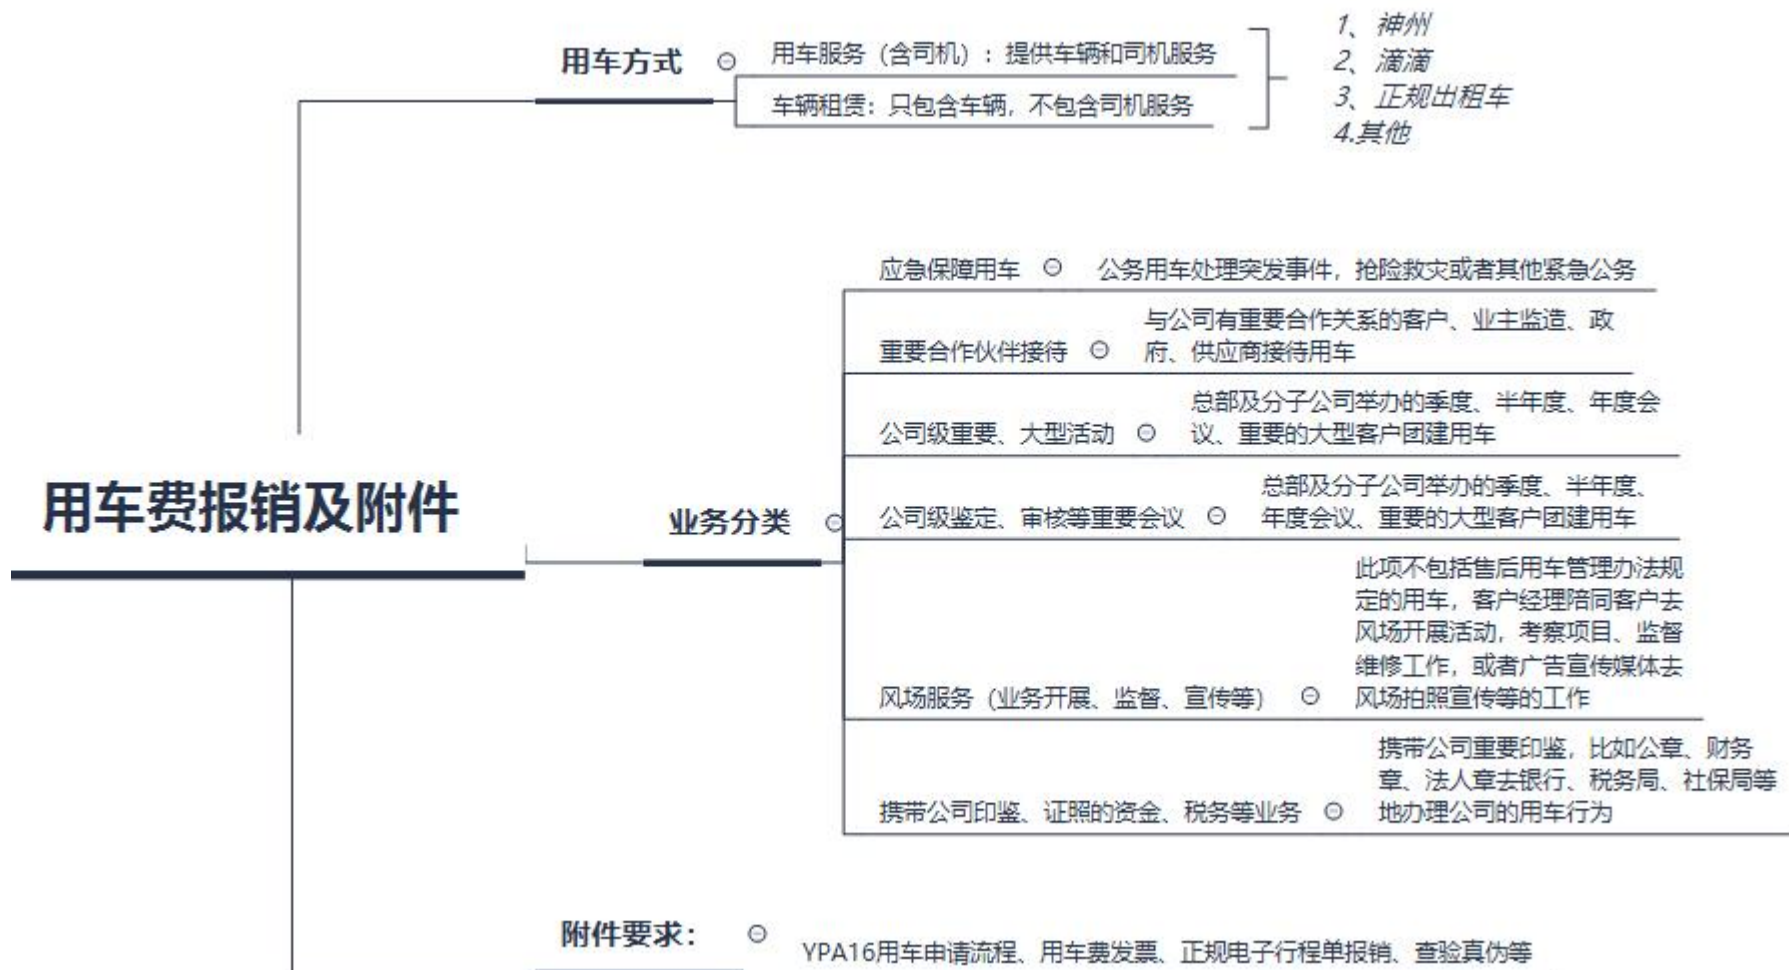 用车费报销及附件
用车方式
用车服务（含司机）：提供车辆和司机服务
车辆租赁：只包含车辆，不包含司机服务
1、神州
2、滴滴
3、正规出租车
4.其他
业务分类
应急保障用车
公务用车处理突发事件，抢险救灾或者其他紧急公务
重要合作伙伴接待
与公司有重要合作关系的客户、业主监造、政
府、供应商接待用车
公司级重要、大型活动
总部及分子公司举办的季度、半年度、年度会
议、重要的大型客户团建用车
公司级鉴定、审核等重要会议
总部及分子公司举办的季度、半年度、
年度会议、重要的大型客户团建用车
风场服务（业务开展、监督、宣传等）
此项不包括售后用车管理办法规
定的用车，客户经理陪同客户去
风场开展活动，考察项目、监督
维修工作，或者广告宣传媒体去
风场拍照宣传等的工作
携带公司印鉴、证照的资金、税务等业务
携带公司重要印鉴，比如公章、财务
章、法人章去银行、税务局、社保局等
地办理公司的用车行为
附件要求：
YPA16用车申请流程、用车费发票、正规电子行程单报销、查验真伪等